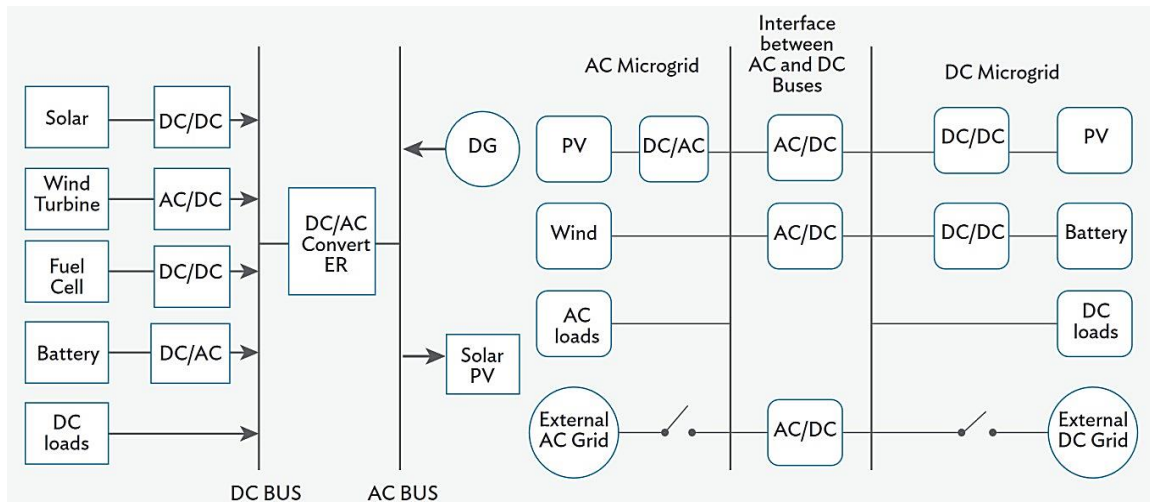 Solar
DC/DC
Wind
Turbine
AC/DC
Fuel
Cell
DC/DC
Battery
DC/AC
DC
loads
DC BUS
DC/AC
Convert
ER
AC BUS
DG
Solar
PV
AC Microgrid
Interface
between
AC and DC
Buses
DC Microgrid
PV
DC/AC
AC/DC
DC/DC
PV
Wind
AC/DC
DC/DC
Battery
AC
loads
DC
loads
External
AC Grid
AC/DC
External
DC Grid